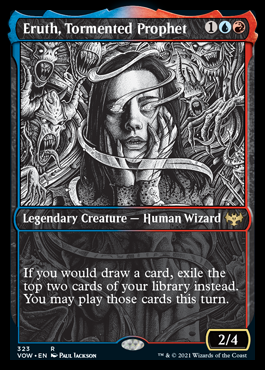 Eruth, Tormented Prophet 1
Legendary Creature — Human Wizard
If you would draw a card, exile the
top two cards of your library instead.
You may play those cards this turn.
2/4
323 R
VOW • EN Paul Jackson ™ & © 2021 Wizards of the Coast